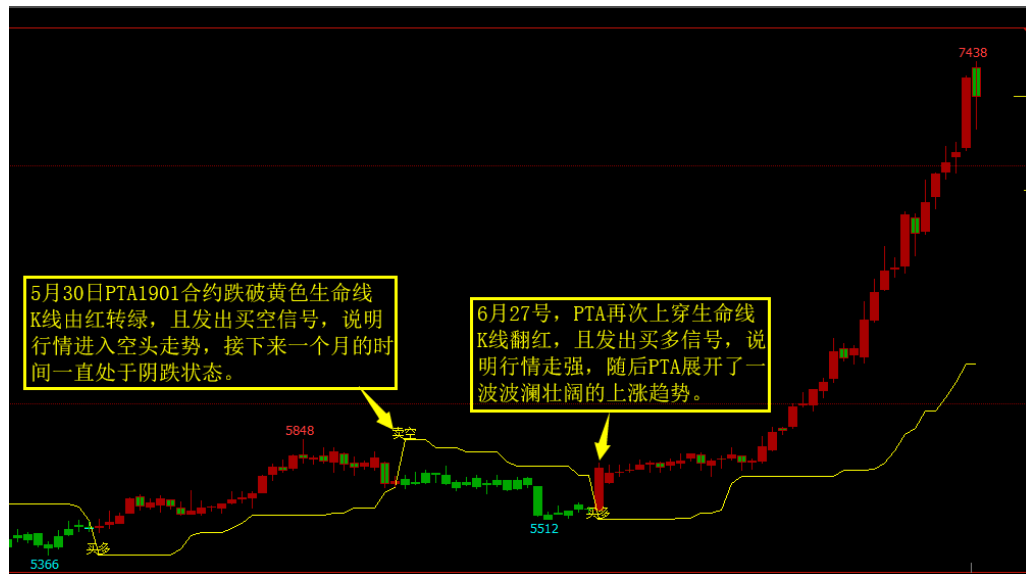 7438
5月30日PTA1901合约跌破黄色生命线
K线由红转绿，且发出买空信号，说明
行情进入空头走势，接下来一个月的时
间一直处于阴跌状态。
6月27号，PTA再次上穿生命线
K线翻红，且发出买多信号，说
明行情走强，随后PTA展开了一
波波澜壮阔的上涨趋势。
5848
卖空
买多
5512
买多
5366